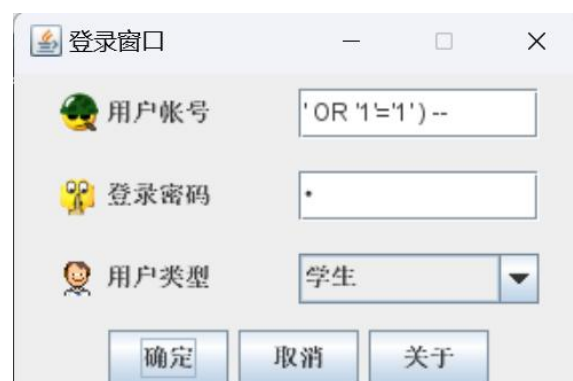 登录窗口
用户帐号 ' OR '1'='1' ) --
登录密码 •
用户类型 学生
确定 取消 关于